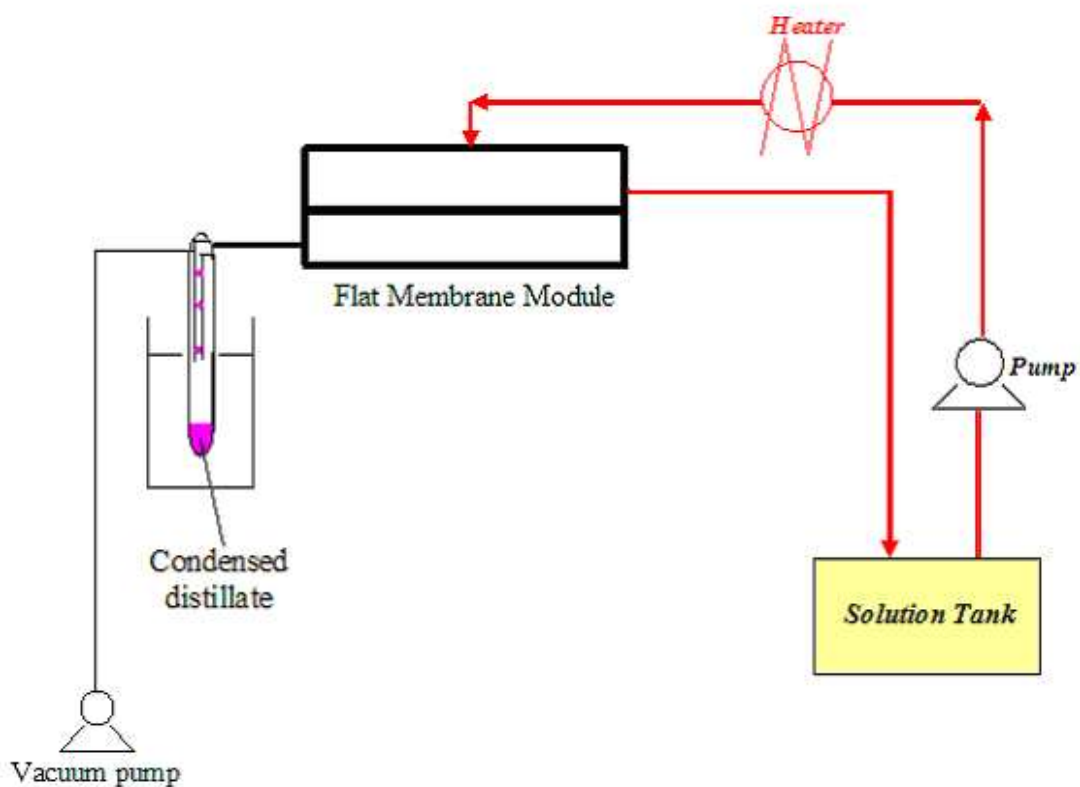 Heater
Flat Membrane Module
Pump
Condensed
distillate
Solution Tank
Vacuum pump